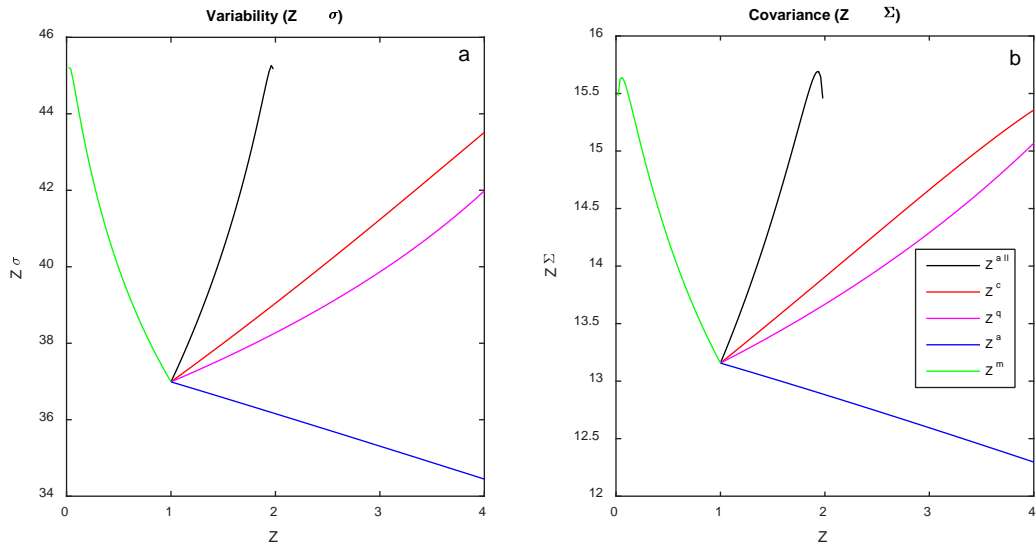 Variability (Z σ)
a
46
44
42
40
38
36
34
Z σ
0 1 2 3 4
Z
Covariance (Z Σ)
b
16
15.5
15
14.5
14
13.5
13
12.5
12
Z Σ
0 1 2 3 4
Z
Z all
Z c
Z q
Z a
Z m